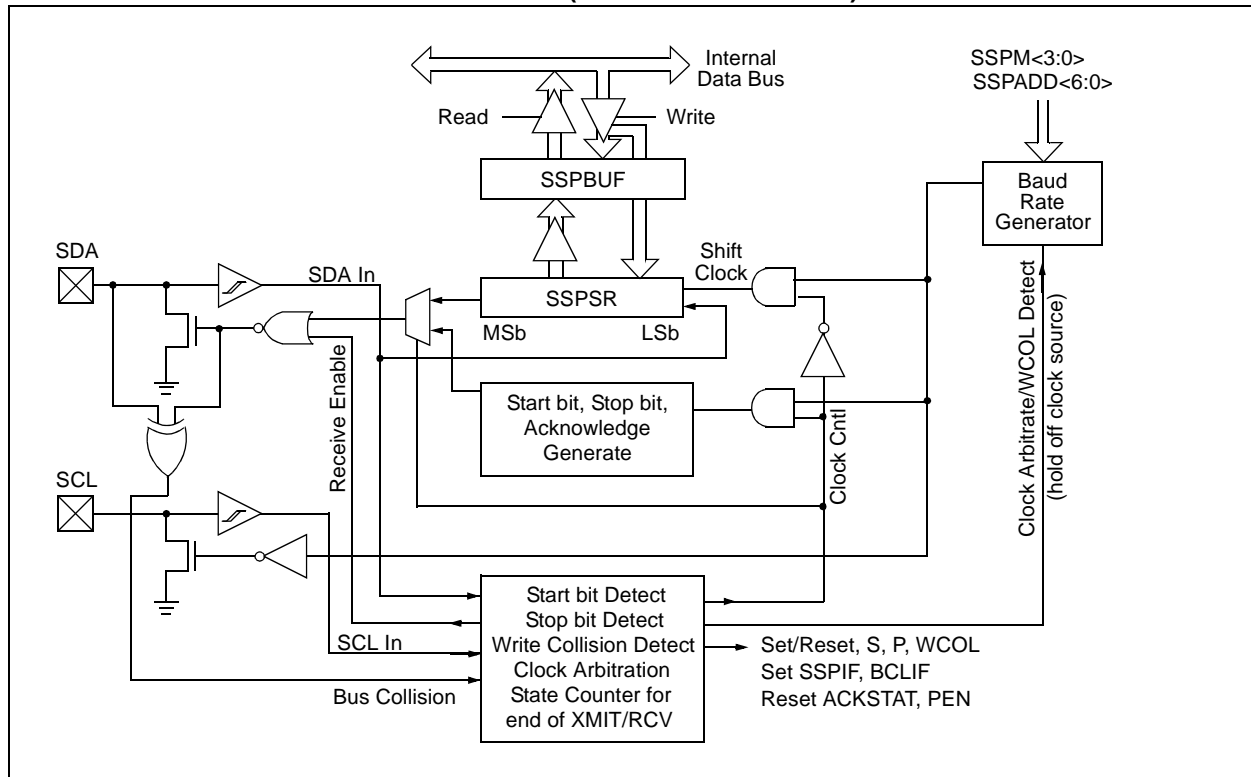 Internal
Data Bus
Read
Write
SSPM<3:0>
SSPADD<6:0>
SSPBUF
Baud
Rate
Generator
SDA
SDA In
Shift
Clock
SSPSR
MSb
LSb
Start bit, Stop bit,
Acknowledge
Generate
Receive Enable
Clock Cntl
Clock Arbitrate/WCOL Detect
(hold off clock source)
SCL
SCL In
Bus Collision
Start bit Detect
Stop bit Detect
Write Collision Detect
Clock Arbitration
State Counter for
end of XMIT/RCV
Set/Reset, S, P, WCOL
Set SSPIF, BCLIF
Reset ACKSTAT, PEN